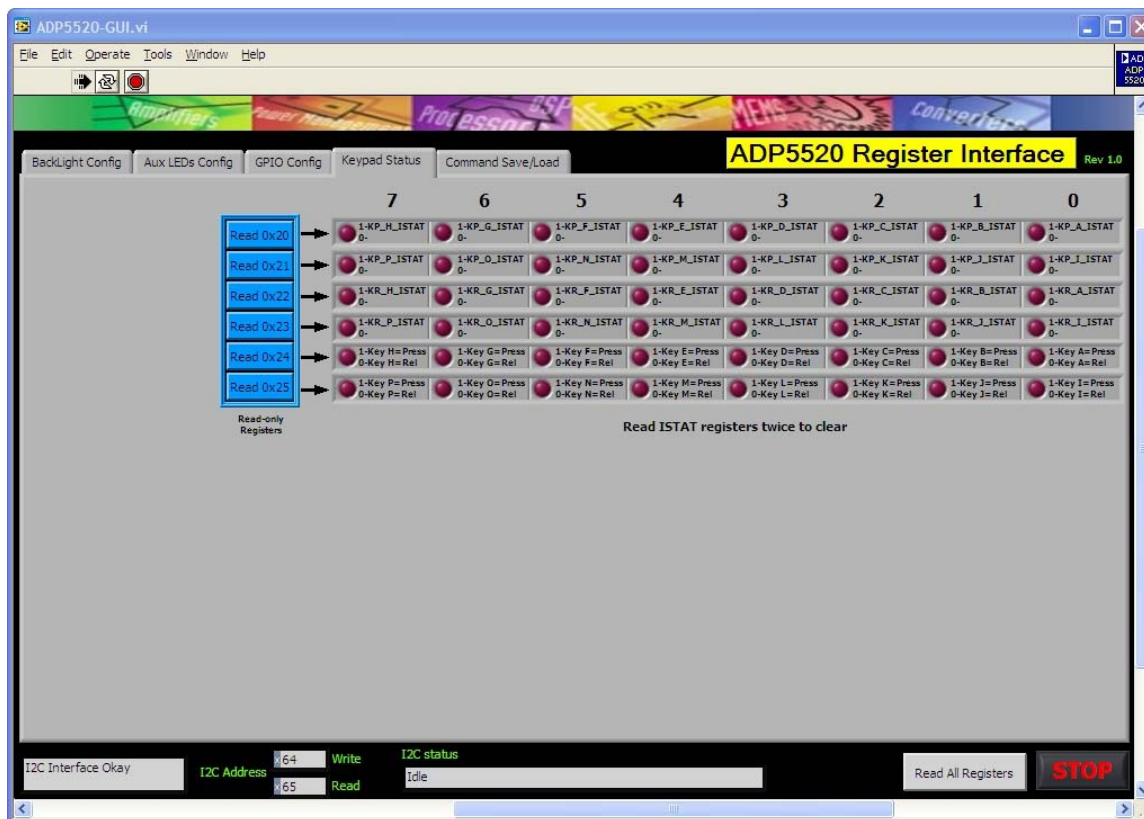 ADP5520-GUI.vi
File Edit Operate Tools Window Help
AD
ADP
5520
Amplifiers Power Management Processor DSP RF MEMS Converters
BackLight Config Aux LEDs Config GPIO Config Keypad Status Command Save/Load
ADP5520 Register Interface Rev 1.0
7 6 5 4 3 2 1 0
Read 0x20
1-KP_H_ISTAT 1-KP_G_ISTAT 1-KP_F_ISTAT 1-KP_E_ISTAT 1-KP_D_ISTAT 1-KP_C_ISTAT 1-KP_B_ISTAT 1-KP_A_ISTAT
0- 0- 0- 0- 0- 0- 0- 0-
Read 0x21
1-KP_P_ISTAT 1-KP_O_ISTAT 1-KP_N_ISTAT 1-KP_M_ISTAT 1-KP_L_ISTAT 1-KP_K_ISTAT 1-KP_J_ISTAT 1-KP_I_ISTAT
0- 0- 0- 0- 0- 0- 0- 0-
Read 0x22
1-KR_H_ISTAT 1-KR_G_ISTAT 1-KR_F_ISTAT 1-KR_E_ISTAT 1-KR_D_ISTAT 1-KR_C_ISTAT 1-KR_B_ISTAT 1-KR_A_ISTAT
0- 0- 0- 0- 0- 0- 0- 0-
Read 0x23
1-KR_P_ISTAT 1-KR_O_ISTAT 1-KR_N_ISTAT 1-KR_M_ISTAT 1-KR_L_ISTAT 1-KR_K_ISTAT 1-KR_J_ISTAT 1-KR_I_ISTAT
0- 0- 0- 0- 0- 0- 0- 0-
Read 0x24
1-Key H=Press 1-Key G=Press 1-Key F=Press 1-Key E=Press 1-Key D=Press 1-Key C=Press 1-Key B=Press 1-Key A=Press
0-Key H=Rel 0-Key G=Rel 0-Key F=Rel 0-Key E=Rel 0-Key D=Rel 0-Key C=Rel 0-Key B=Rel 0-Key A=Rel
Read 0x25
1-Key P=Press 1-Key O=Press 1-Key N=Press 1-Key M=Press 1-Key L=Press 1-Key K=Press 1-Key J=Press 1-Key I=Press
0-Key P=Rel 0-Key O=Rel 0-Key N=Rel 0-Key M=Rel 0-Key L=Rel 0-Key K=Rel 0-Key J=Rel 0-Key I=Rel
Read-only
Registers
Read ISTAT registers twice to clear
I2C Interface Okay
I2C Address
x 64 Write
x 65 Read
I2C status
Idle
Read All Registers
STOP